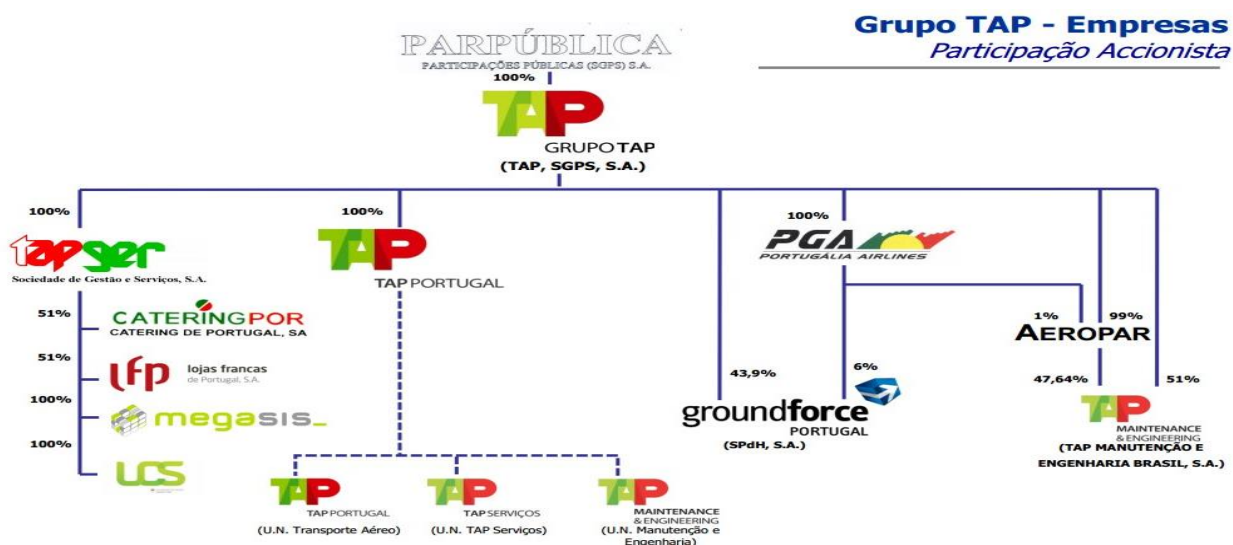 Grupo TAP - Empresas
Participação Accionista
PARPÚBLICA
PARTICIPAÇÕES PÚBLICAS (SGPS) S.A.
100%
TAP
GRUPO TAP
(TAP, SGPS, S.A.)
100%
tapger
Sociedade de Gestão e Serviços, S.A.
100%
TAP
TAP PORTUGAL
100%
PGA
PORTUGÁLIA AIRLINES
51%
CATERINGPOR
CATERING DE PORTUGAL, SA
51%
lfp lojas francas
de Portugal, S.A.
100%
megasis_
100%
UCS
1% 99%
AEROPAR
43,9%
6%
groundforce
PORTUGAL
(SPdH, S.A.)
47,64% 51%
TAP
MAINTENANCE
& ENGINEERING
(TAP MANUTENÇÃO E
ENGENHARIA BRASIL, S.A.)
TAP
TAP PORTUGAL
(U.N. Transporte Aéreo)
TAP
TAP SERVIÇOS
(U.N. TAP Serviços)
TAP
MAINTENANCE
& ENGINEERING
(U.N. Manutenção e
Engenharia)